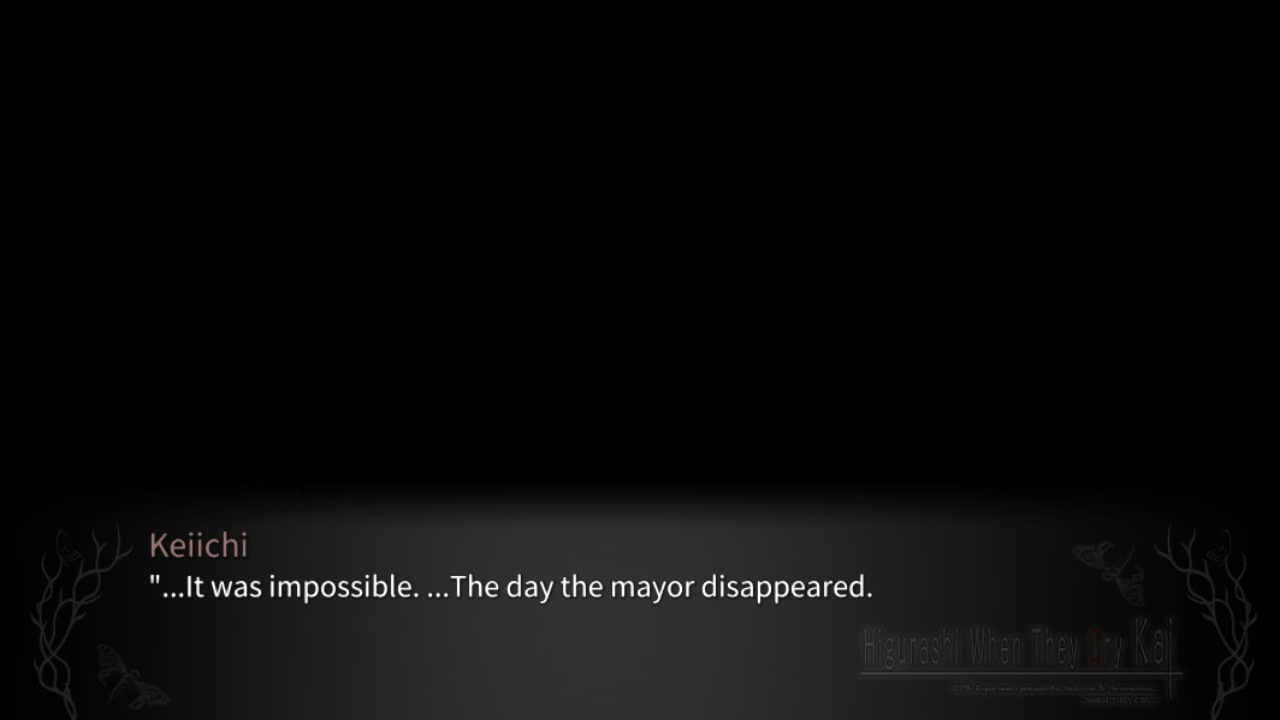 Keiichi
"...It was impossible. ...The day the mayor disappeared.
Higurashi When They Cry Kai